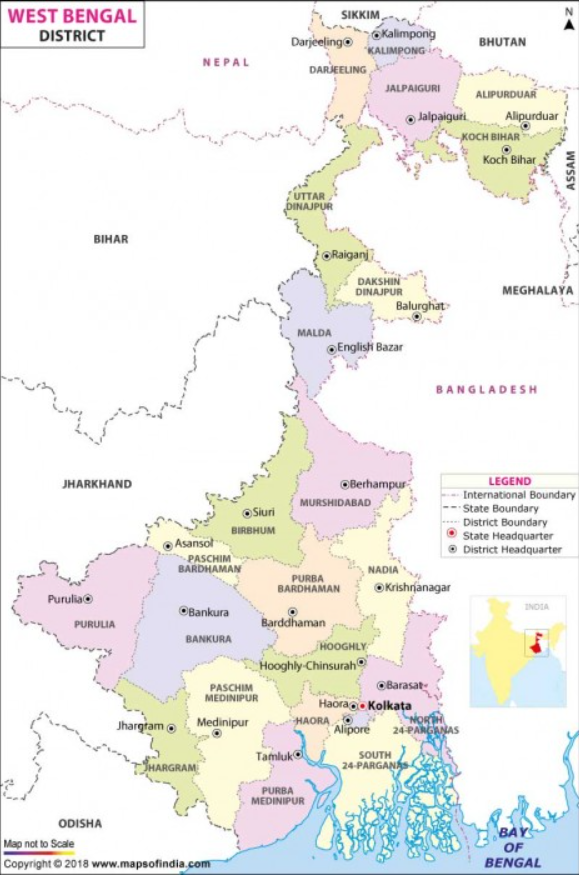 WEST BENGAL
DISTRICT
SIKKIM
N
Darjeeling
Kalimpong
KALIMPONG
BHUTAN
NEPAL
DARJEELING
JALPAIGURI
ALIPURDUAR
Jalpaiguri
Alipurduar
KOCH BIHAR
Koch Bihar
ASSAM
UTTAR
DINAJPUR
BIHAR
Raiganj
DAKSHIN
DINAJPUR
MEGHALAYA
Balurghat
MALDA
English Bazar
BANGLADESH
JHARKHAND
Berhampur
MURSHIDABAD
LEGEND
International Boundary
State Boundary
District Boundary
State Headquarter
District Headquarter
Siuri
BIRBHUM
Asansol
PASCHIM
BARDHAMAN
PURBA
BARDHAMAN
NADIA
Krishnanagar
Purulia
PURULIA
Bankura
BANKURA
Barddhaman
INDIA
HOOGHLY
Hooghly-Chinsurah
PASCHIM
MEDINIPUR
Barasat
Haora
Kolkata
HAORA
Alipore
NORTH
24-PARGANAS
Jhargram
Medinipur
JHARGRAM
Tamluk
SOUTH
24-PARGANAS
PURBA
MEDINIPUR
ODISHA
BAY
OF
BENGAL
Map not to Scale
Copyright © 2018 www.mapsofindia.com